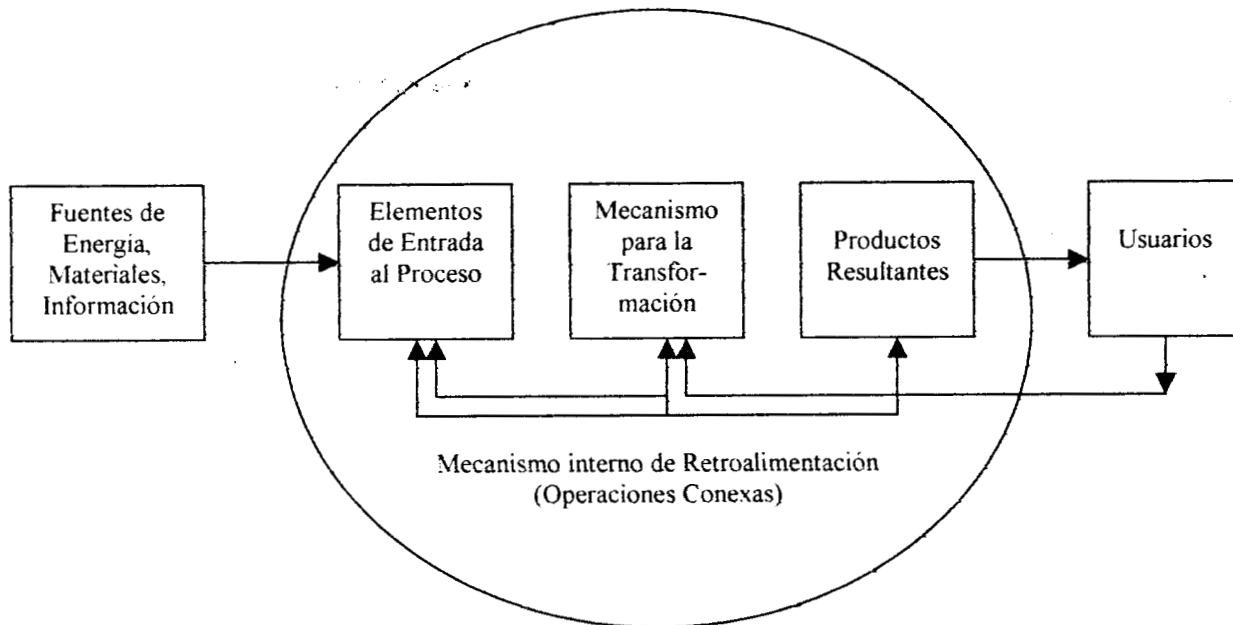 Fuentes de
Energía,
Materiales,
Información
Elementos
de Entrada
al Proceso
Mecanismo
para la
Transfor-
mación
Productos
Resultantes
Usuarios
Mecanismo interno de Retroalimentación
(Operaciones Conexas)